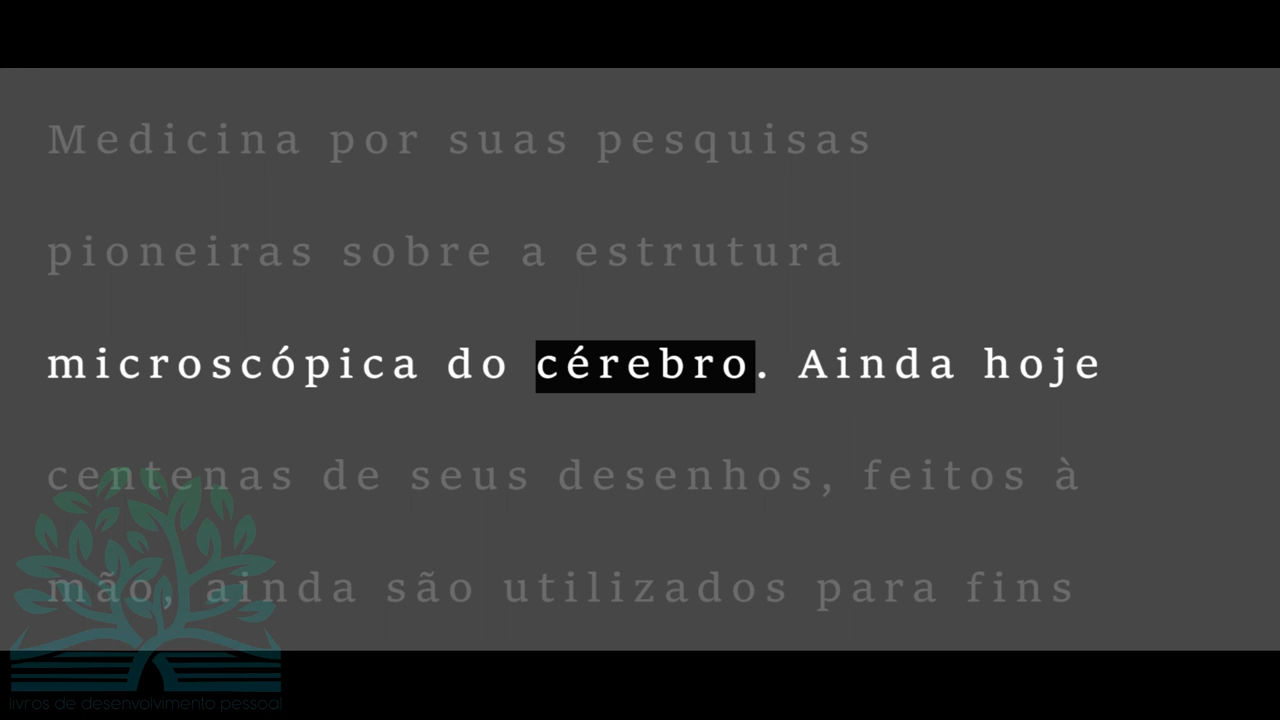 Medicina por suas pesquisas
pioneiras sobre a estrutura
microscópica do cérebro. Ainda hoje
centenas de seus desenhos, feitos à
mão, ainda são utilizados para fins
livros de desenvolvimento pessoal